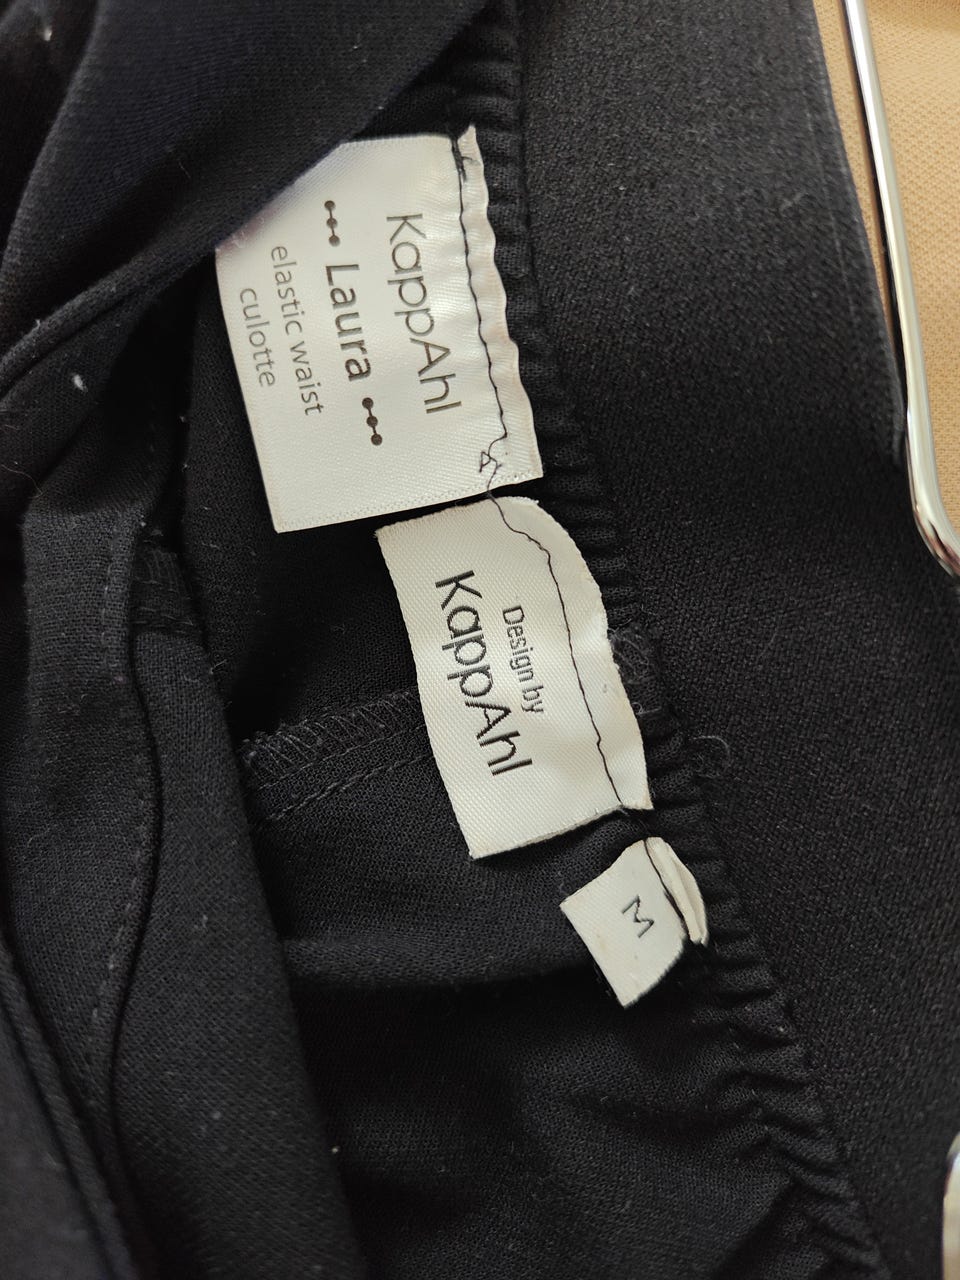 KappAhl
Laura
elastic waist
culotte
Design by
KappAhl
M